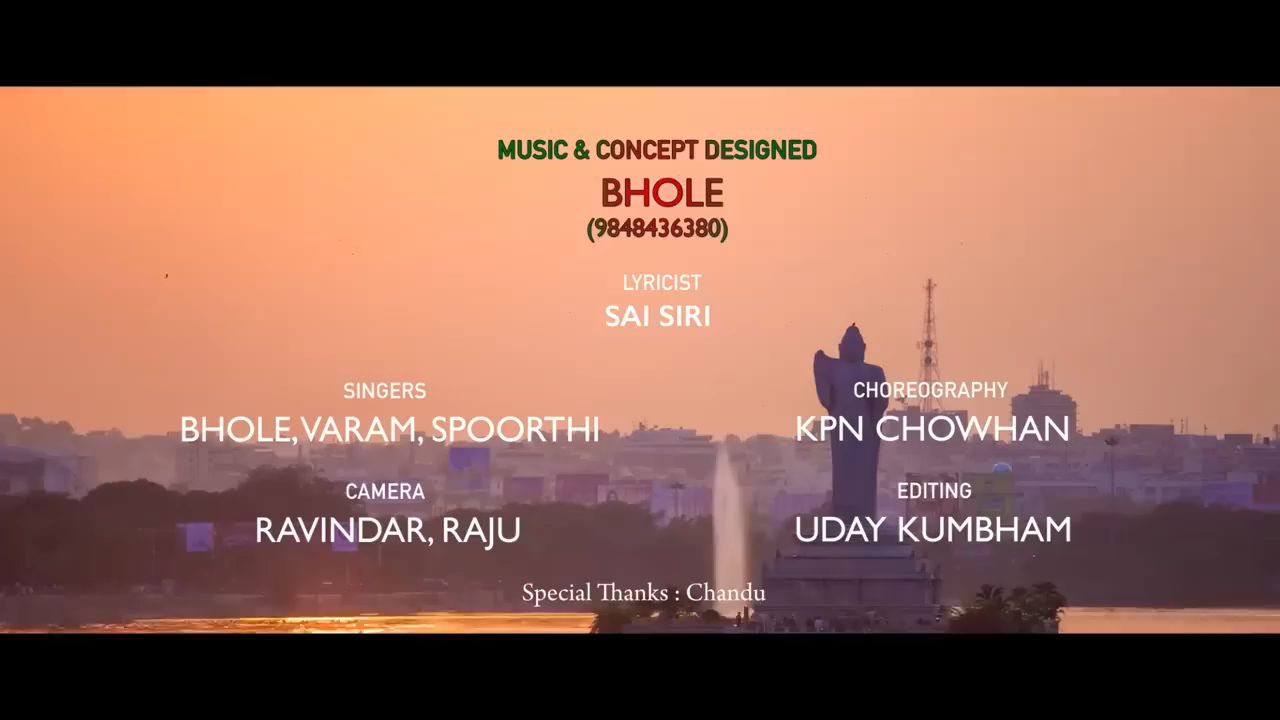 MUSIC & CONCEPT DESIGNED
BHOLE
(9848436380)
LYRICIST
SAI SIRI
SINGERS
BHOLE, VARAM, SPOORTHI
CHOREOGRAPHY
KPN CHOWHAN
CAMERA
RAVINDAR, RAJU
EDITING
UDAY KUMBHAM
Special Thanks : Chandu